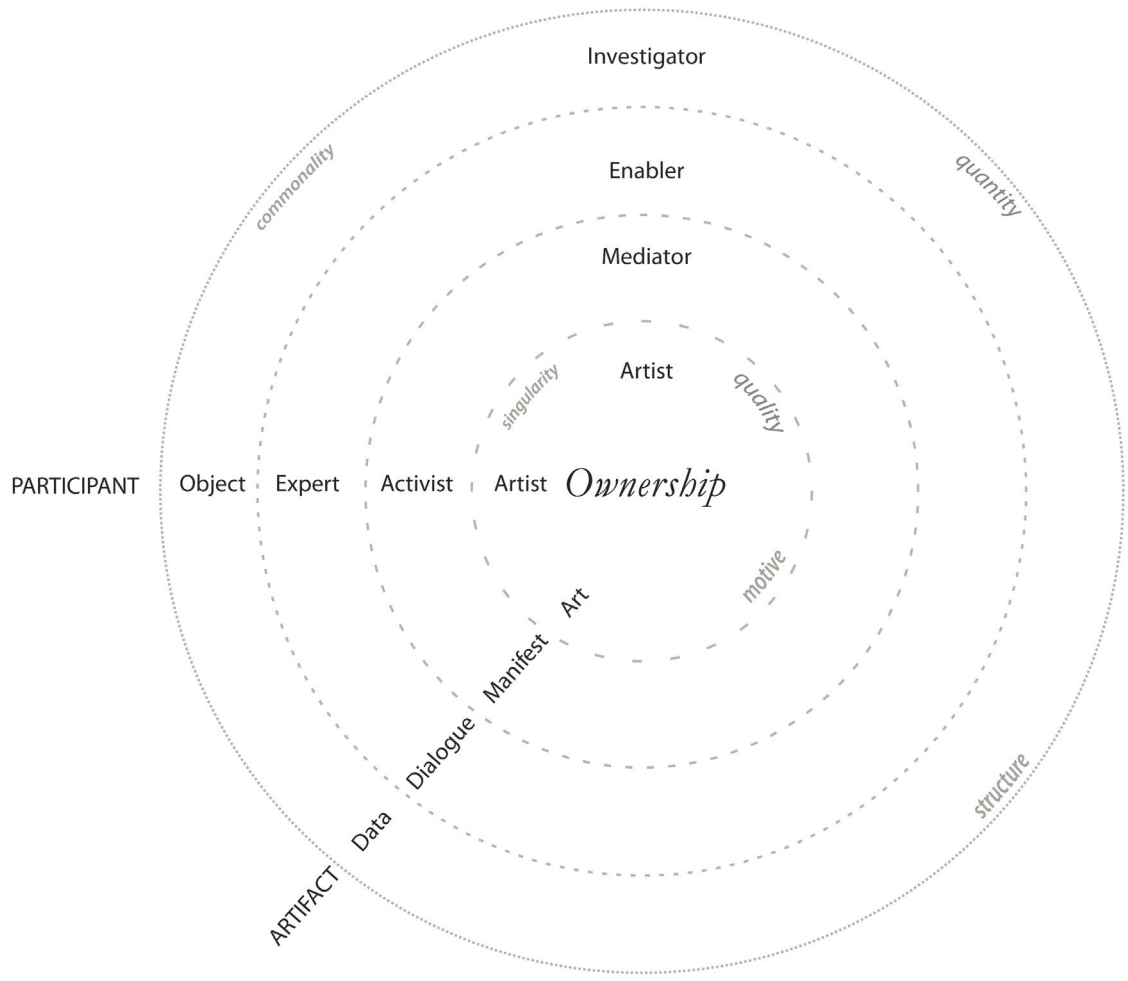 Investigator
commonality
quantity
Enabler
Mediator
singularity
Artist
quality
PARTICIPANT
Object
Expert
Activist
Artist
Ownership
motive
Art
Manifest
Dialogue
structure
Data
ARTIFACT